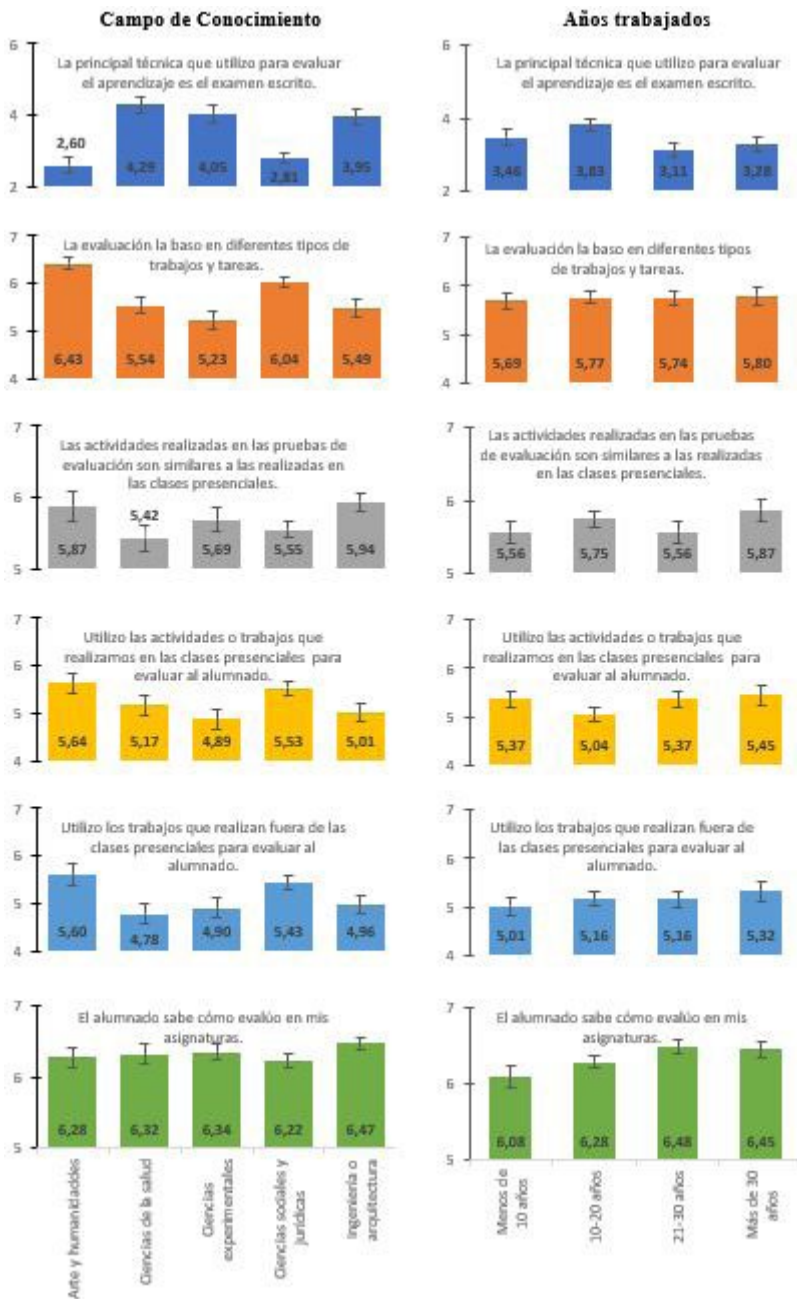 Campo de Conocimiento
6
4
2
La principal técnica que utilizo para evaluar
el aprendizaje es el examen escrito.
2,60
4,29
4,05
2,81
3,95
7
6
5
4
La evaluación la baso en diferentes tipos de
trabajos y tareas.
6,43
5,54
5,23
6,04
5,49
7
6
5
Las actividades realizadas en las pruebas de
evaluación son similares a las realizadas en
las clases presenciales.
5,87
5,42
5,69
5,55
5,94
7
6
5
4
Utilizo las actividades o trabajos que
realizamos en las clases presenciales para
evaluar al alumnado.
5,64
5,17
4,89
5,53
5,01
7
6
5
4
Utilizo los trabajos que realizan fuera de las
clases presenciales para evaluar al
alumnado.
5,60
4,78
4,90
5,43
4,96
7
6
5
El alumnado sabe cómo evalúo en mis
asignaturas.
6,28
6,32
6,34
6,22
6,47
Arte y humanidaddes
Ciencias de la salud
Ciencias
experimentales
Ciencias sociales y
jurídicas
Ingeniería o
arquitectura
Años trabajados
6
4
2
La principal técnica que utilizo para evaluar
el aprendizaje es el examen escrito.
3,46
3,83
3,11
3,28
7
6
5
4
La evaluación la baso en diferentes tipos
de trabajos y tareas.
5,69
5,77
5,74
5,80
7
6
5
Las actividades realizadas en las pruebas
de evaluación son similares a las realizadas
en las clases presenciales.
5,56
5,75
5,56
5,87
7
6
5
4
Utilizo las actividades o trabajos que
realizamos en las clases presenciales para
evaluar al alumnado.
5,37
5,04
5,37
5,45
7
6
5
4
Utilizo los trabajos que realizan fuera de
las clases presenciales para evaluar al
alumnado.
5,01
5,16
5,16
5,32
7
6
5
El alumnado sabe cómo evalúo en mis
asignaturas.
6,08
6,28
6,48
6,45
Menos de
10 años
10-20 años
21-30 años
Más de 30
años